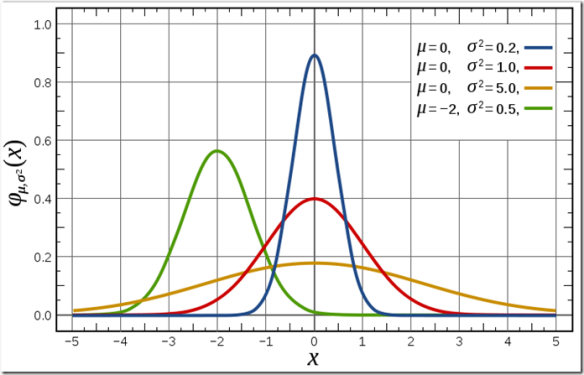 1.0
0.8
0.6
0.4
0.2
0.0
φμ,σ²(x)
μ=0, σ²=0.2,
μ=0, σ²=1.0,
μ=0, σ²=5.0,
μ=−2, σ²=0.5,
−5 −4 −3 −2 −1 0 1 2 3 4 5
x